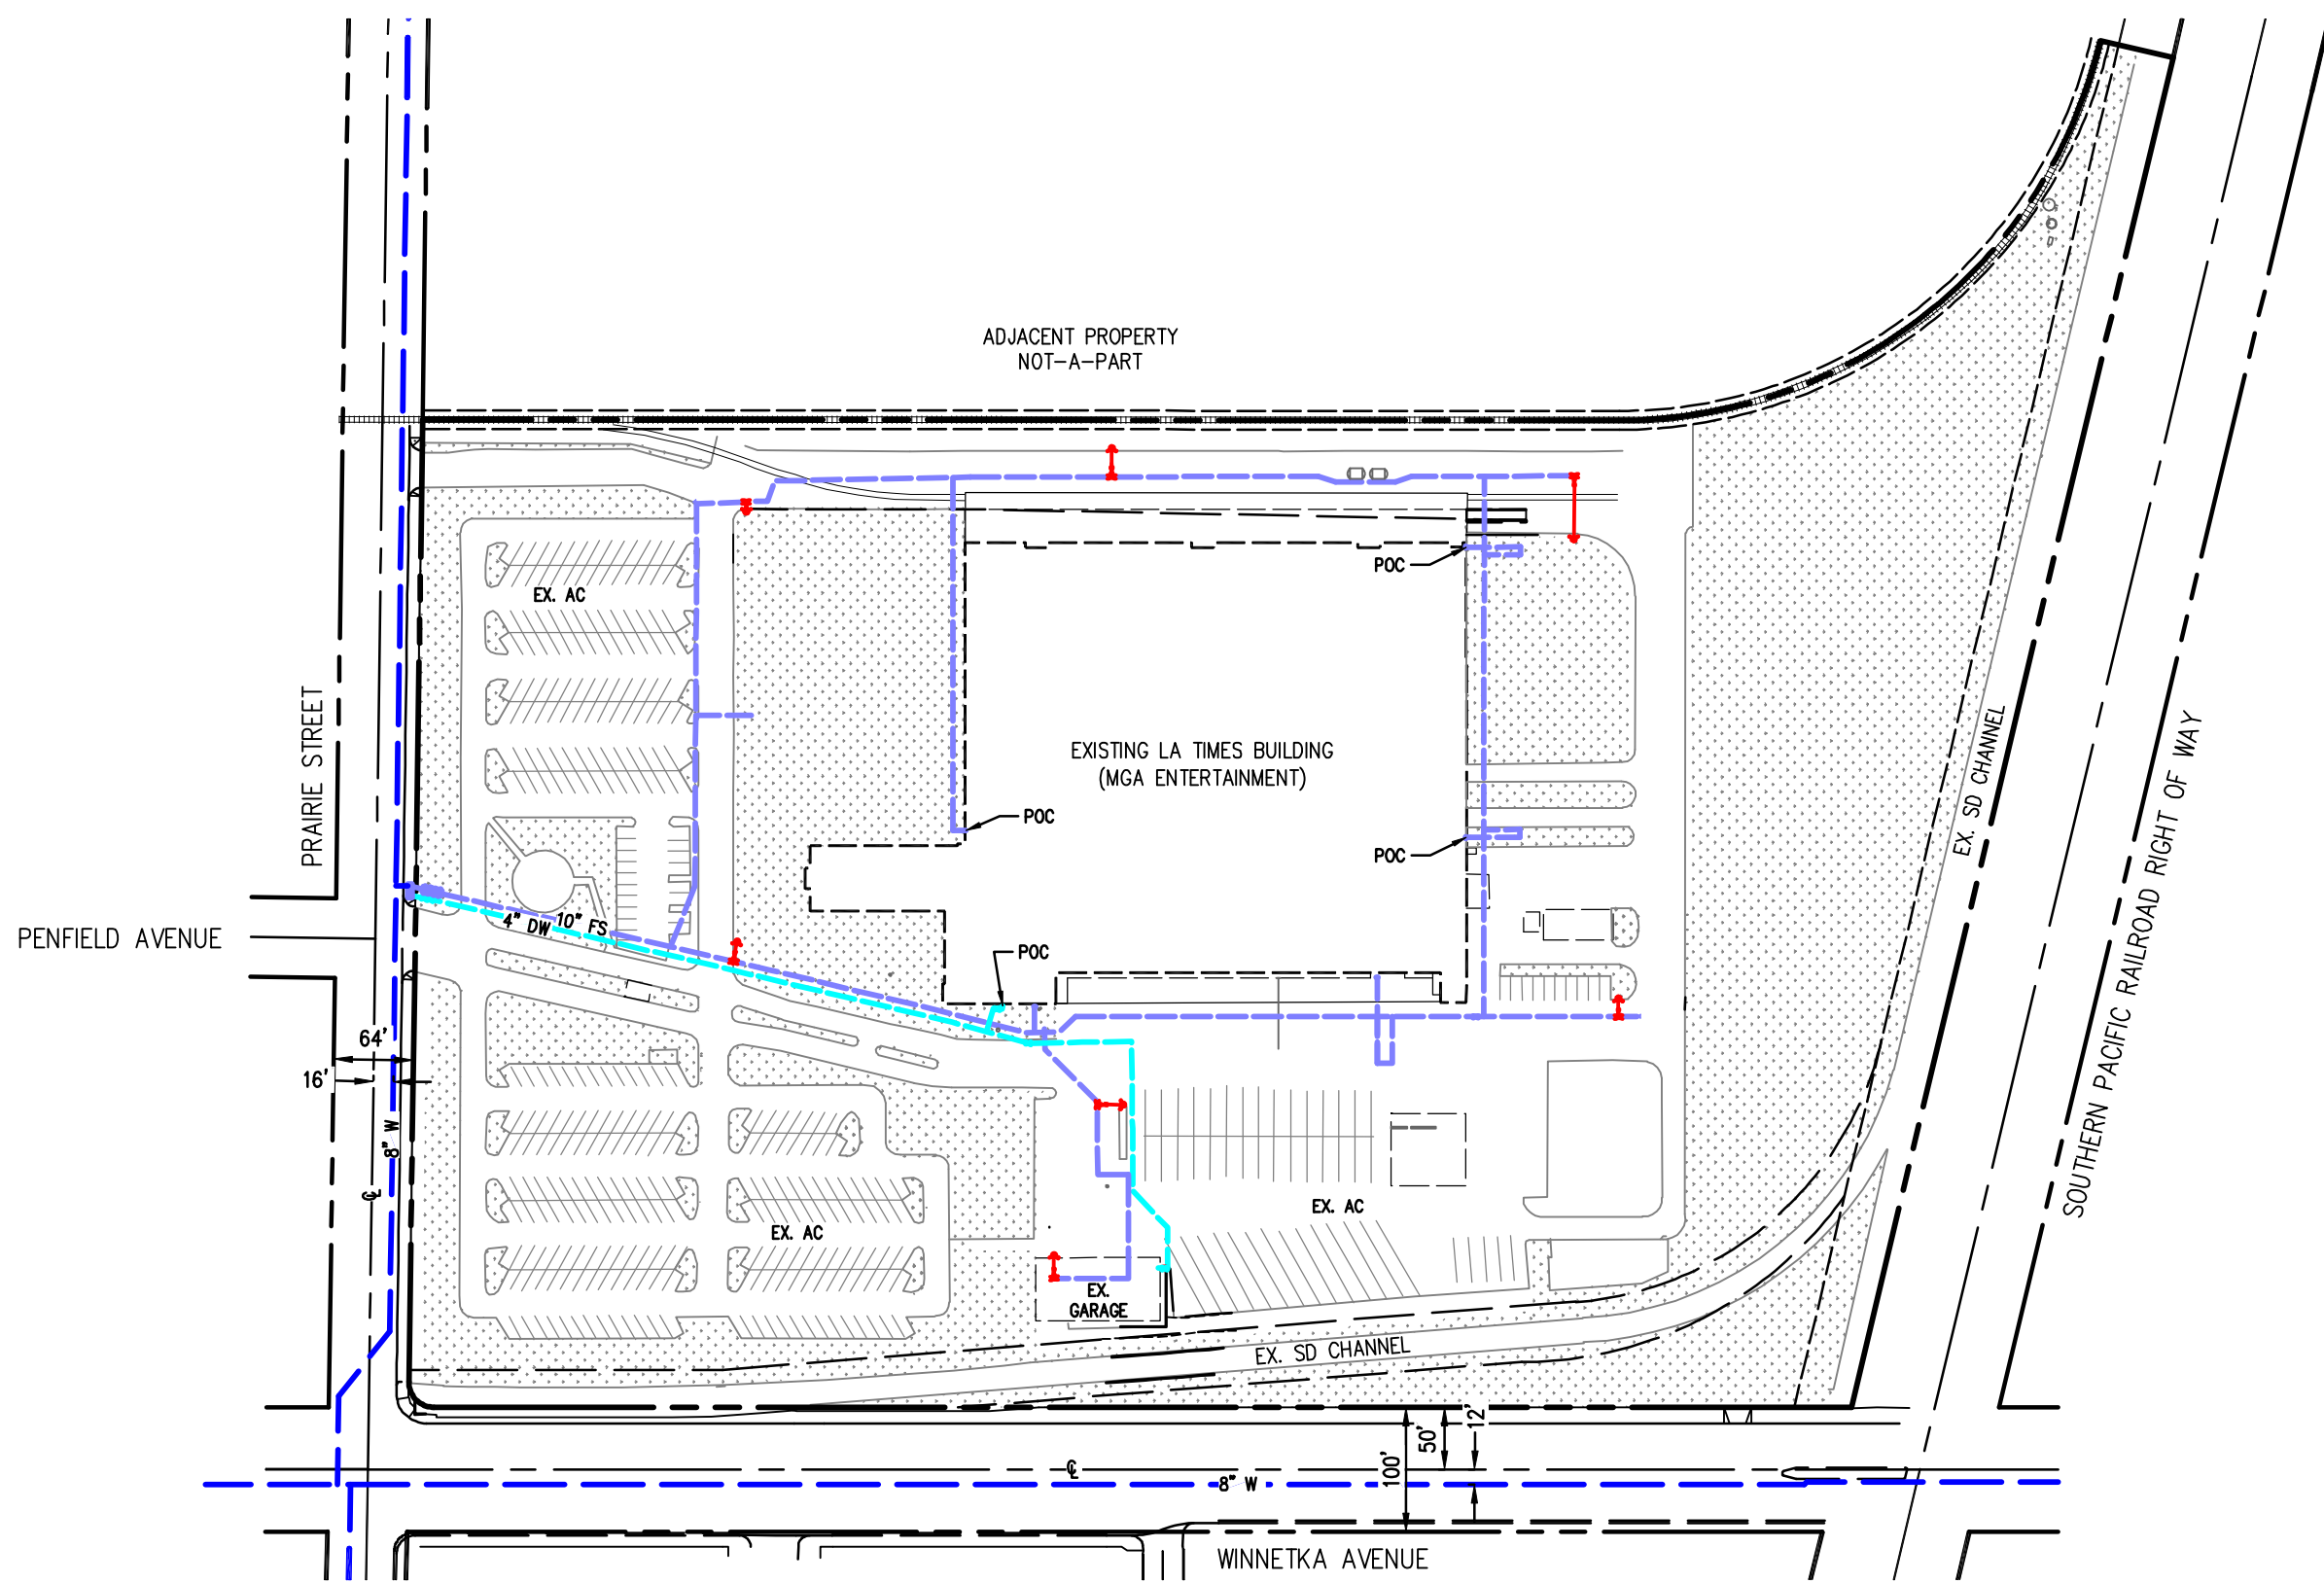 ADJACENT PROPERTY
NOT-A-PART
POC
EX. AC
PRAIRIE STREET
EXISTING LA TIMES BUILDING
(MGA ENTERTAINMENT)
EX. SD CHANNEL
SOUTHERN PACIFIC RAILROAD RIGHT OF WAY
POC
POC
4" DW
10" FS
PENFIELD AVENUE
POC
64'
16'
8" W
℄
EX. AC
EX. AC
EX.
GARAGE
EX. SD CHANNEL
12'
50'
100'
℄
8" W
WINNETKA AVENUE